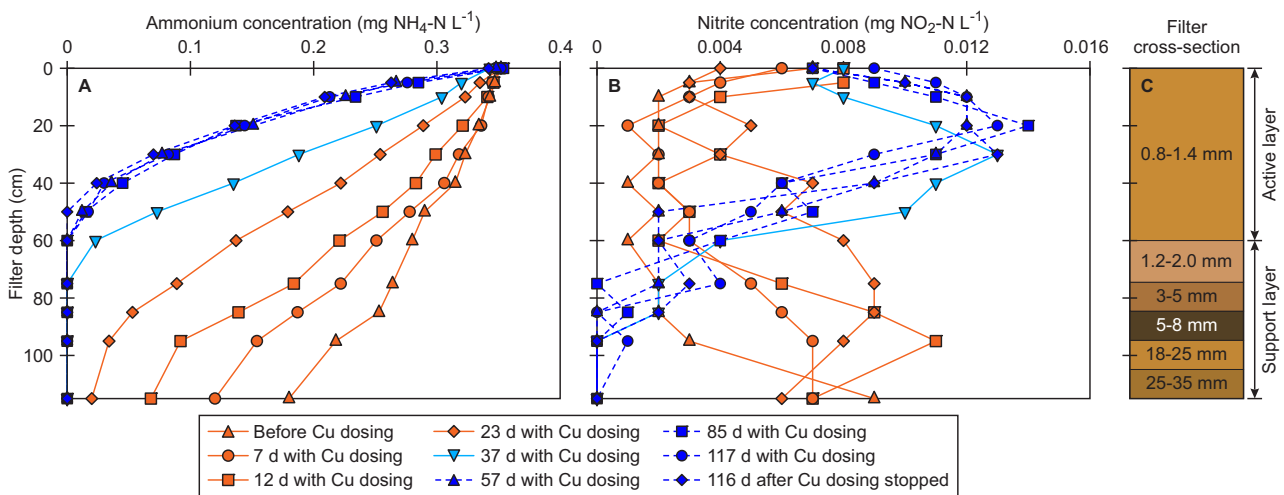 Ammonium concentration (mg NH₄-N L⁻¹)
0 0.1 0.2 0.3 0.4
Nitrite concentration (mg NO₂-N L⁻¹)
0 0.004 0.008 0.012 0.016
Filter
cross-section
Filter depth (cm)
0
20
40
60
80
100
A
B
C
0.8-1.4 mm
1.2-2.0 mm
3-5 mm
5-8 mm
18-25 mm
25-35 mm
Active layer
Support layer
Before Cu dosing
7 d with Cu dosing
12 d with Cu dosing
23 d with Cu dosing
37 d with Cu dosing
57 d with Cu dosing
85 d with Cu dosing
117 d with Cu dosing
116 d after Cu dosing stopped